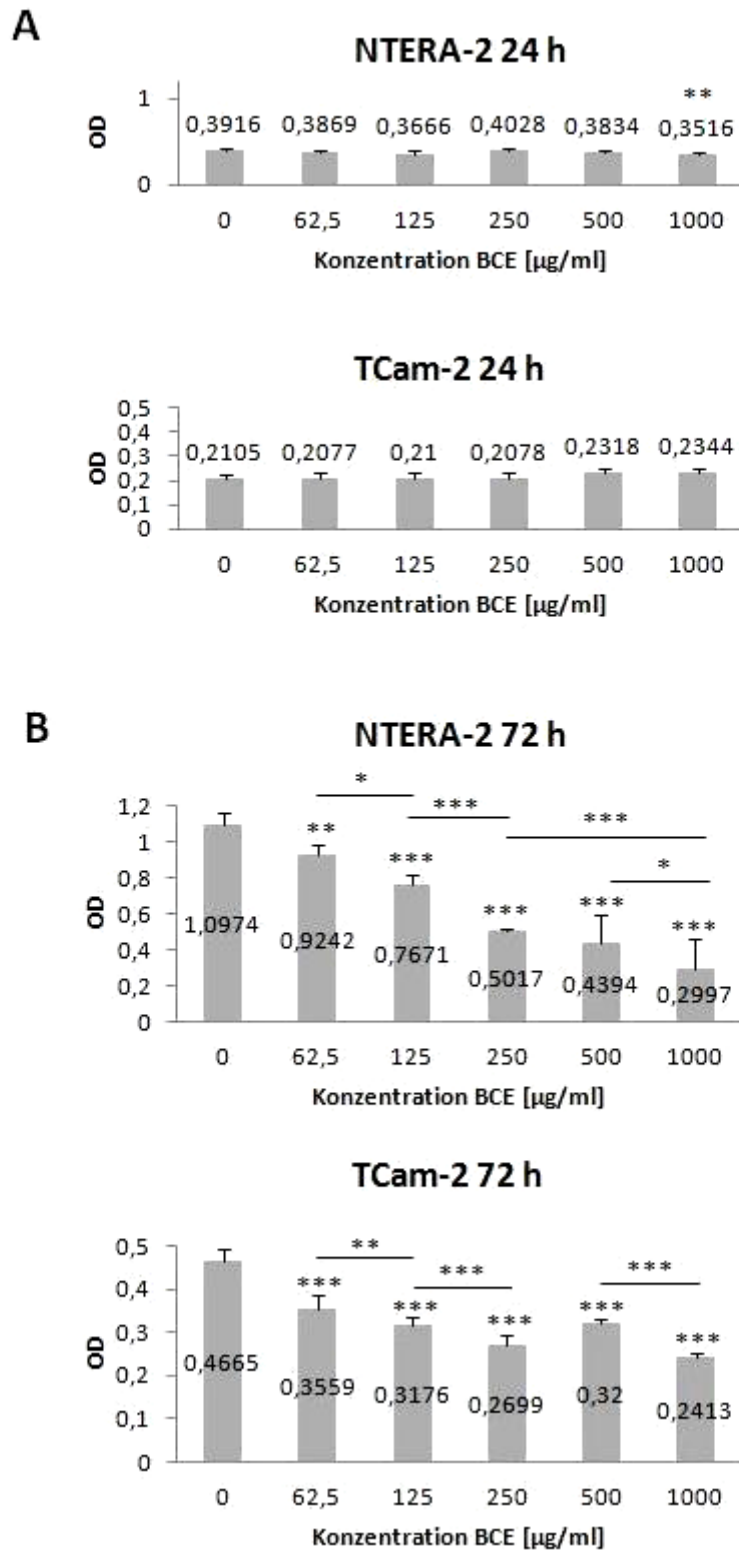 A
NTERA-2 24 h
**
1
0,3916 0,3869 0,3666 0,4028 0,3834 0,3516
OD
0
0 62,5 125 250 500 1000
Konzentration BCE [µg/ml]
TCam-2 24 h
0,5
0,4
0,3
0,2
0,1
0
OD
0,2105 0,2077 0,21 0,2078 0,2318 0,2344
0 62,5 125 250 500 1000
Konzentration BCE [µg/ml]
B
NTERA-2 72 h
* *** *** *
** *** *** *** ***
1,2
1
0,8
0,6
0,4
0,2
0
OD
1,0974 0,9242 0,7671 0,5017 0,4394 0,2997
0 62,5 125 250 500 1000
Konzentration BCE [µg/ml]
TCam-2 72 h
** *** ***
*** *** *** *** ***
0,5
0,4
0,3
0,2
0,1
0
OD
0,4665 0,3559 0,3176 0,2699 0,32 0,2413
0 62,5 125 250 500 1000
Konzentration BCE [µg/ml]